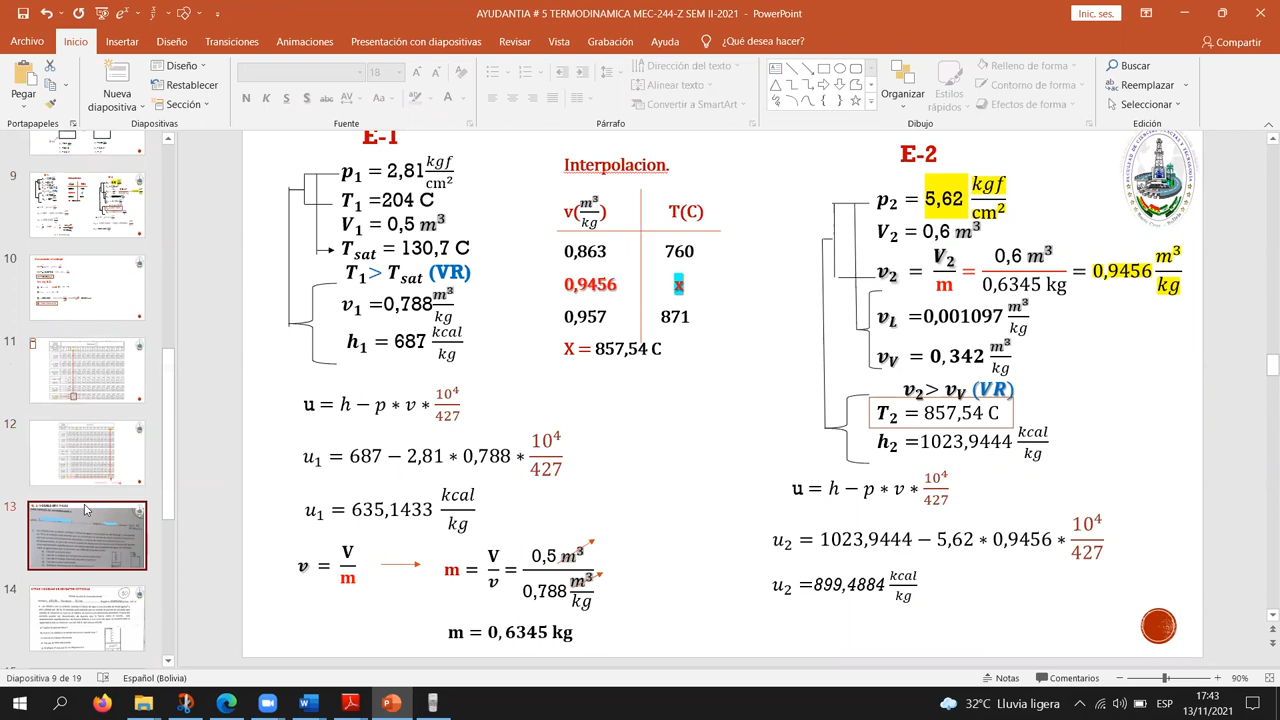 AYUDANTIA # 5 TERMODINAMICA MEC-244-Z SEM II-2021 - PowerPoint
Inic. ses.
Archivo Inicio Insertar Diseño Transiciones Animaciones Presentación con diapositivas Revisar Vista Grabación Ayuda ¿Qué desea hacer? Compartir
Pegar
Nueva diapositiva
Diseño
Restablecer
Sección
18
N K S S abc AV Aa A
Dirección del texto
Alinear texto
Convertir a SmartArt
Organizar
Estilos rápidos
Relleno de forma
Contorno de forma
Efectos de forma
Buscar
Reemplazar
Seleccionar
Portapapeles Diapositivas Fuente Párrafo Dibujo Edición
9
10
11
12
13
14
E-1
p1 = 2,81 kgf/cm²
T1 =204 C
V1 = 0,5 m³
Tsat = 130,7 C
T1> Tsat (VR)
v1 =0,788 m³/kg
h1 = 687 kcal/kg
u = h − p ∗ v ∗ 10⁴/427
u1 = 687 − 2,81 ∗ 0,788 ∗ 10⁴/427
u1 = 635,1433 kcal/kg
v = V/m
m = V/v = 0,5 m³ / 0,788 m³/kg
m = 0,6345 kg
Interpolacion.
v(m³/kg) T(C)
0,863 760
0,9456 x
0,957 871
X = 857,54 C
E-2
p2 = 5,62 kgf/cm²
V2 = 0,6 m³
v2 = V2/m = 0,6 m³ / 0,6345 kg = 0,9456 m³/kg
vL =0,001097 m³/kg
vV = 0,342 m³/kg
v2> vV (VR)
T2 = 857,54 C
h2 =1023,9444 kcal/kg
u = h − p ∗ v ∗ 10⁴/427
u2 = 1023,9444 − 5,62 ∗ 0,9456 ∗ 10⁴/427
u2 =899,4884 kcal/kg
Diapositiva 9 de 19 Español (Bolivia) Notas Comentarios 90%
32°C Lluvia ligera ESP 17:43
13/11/2021